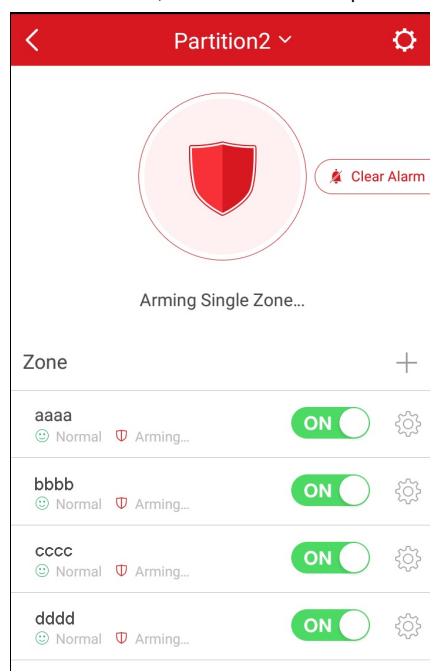 Partition2
Clear Alarm
Arming Single Zone...
Zone
aaaa
ON
Normal Arming...
bbbb
ON
Normal Arming...
cccc
ON
Normal Arming...
dddd
ON
Normal Arming...